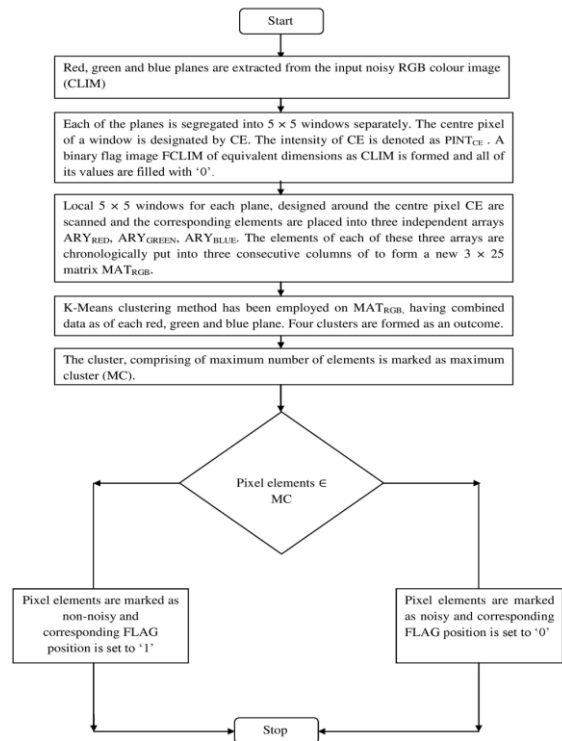 Start
Red, green and blue planes are extracted from the input noisy RGB colour image
(CLIM)
Each of the planes is segregated into 5 × 5 windows separately. The centre pixel
of a window is designated by CE. The intensity of CE is denoted as PINT_CE . A
binary flag image FCLIM of equivalent dimensions as CLIM is formed and all of
its values are filled with ‘0’.
Local 5 × 5 windows for each plane, designed around the centre pixel CE are
scanned and the corresponding elements are placed into three independent arrays
ARY_RED, ARY_GREEN, ARY_BLUE. The elements of each of these three arrays are
chronologically put into three consecutive columns of to form a new 3 × 25
matrix MAT_RGB.
K-Means clustering method has been employed on MAT_RGB, having combined
data as of each red, green and blue plane. Four clusters are formed as an outcome.
The cluster, comprising of maximum number of elements is marked as maximum
cluster (MC).
Pixel elements ∈
MC
Pixel elements are marked as
non-noisy and
corresponding FLAG
position is set to ‘1’
Pixel elements are marked
as noisy and corresponding
FLAG position is set to ‘0’
Stop